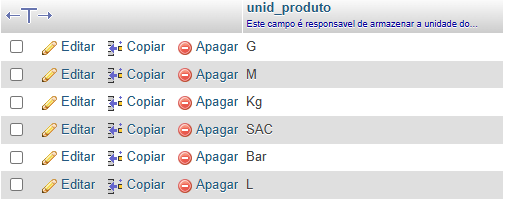 unid_produto
Este campo é responsavel de armazenar a unidade do...
Editar Copiar Apagar G
Editar Copiar Apagar M
Editar Copiar Apagar Kg
Editar Copiar Apagar SAC
Editar Copiar Apagar Bar
Editar Copiar Apagar L